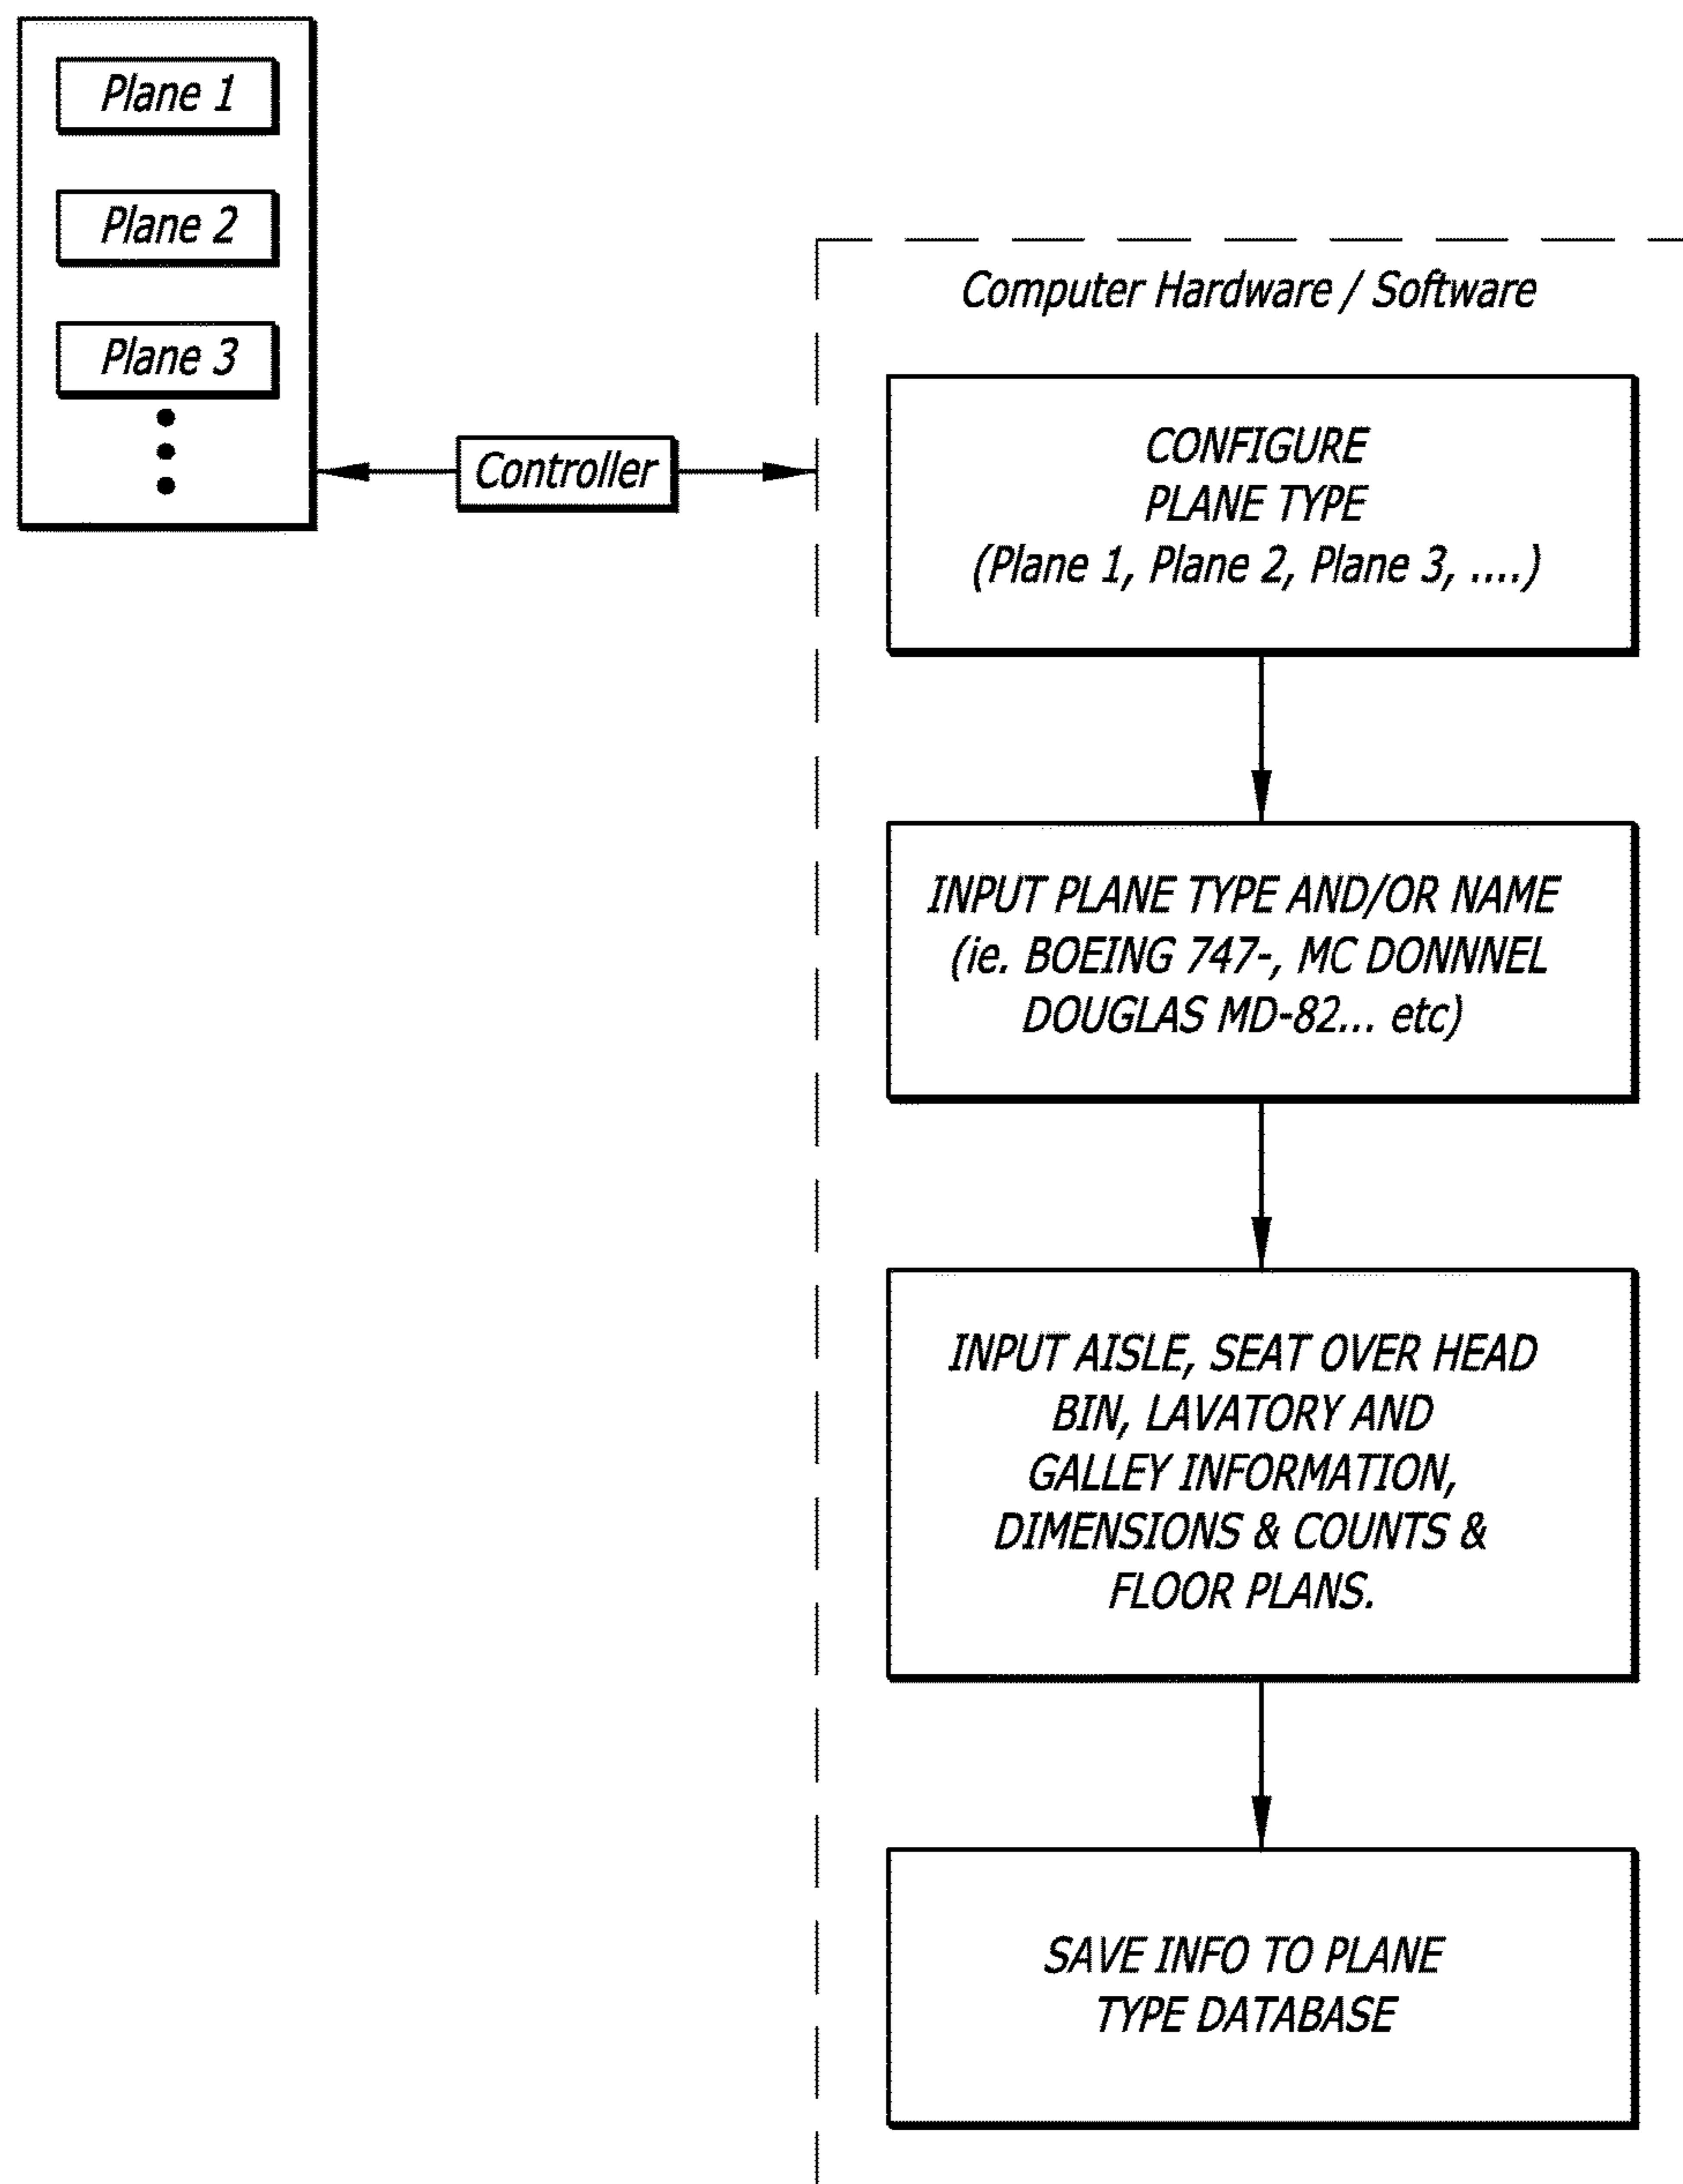 Plane 1
Plane 2
Plane 3
Controller
Computer Hardware / Software
CONFIGURE
PLANE TYPE
(Plane 1, Plane 2, Plane 3, ....)
INPUT PLANE TYPE AND/OR NAME
(ie. BOEING 747-, MC DONNNEL
DOUGLAS MD-82... etc)
INPUT AISLE, SEAT OVER HEAD
BIN, LAVATORY AND
GALLEY INFORMATION,
DIMENSIONS & COUNTS &
FLOOR PLANS.
SAVE INFO TO PLANE
TYPE DATABASE